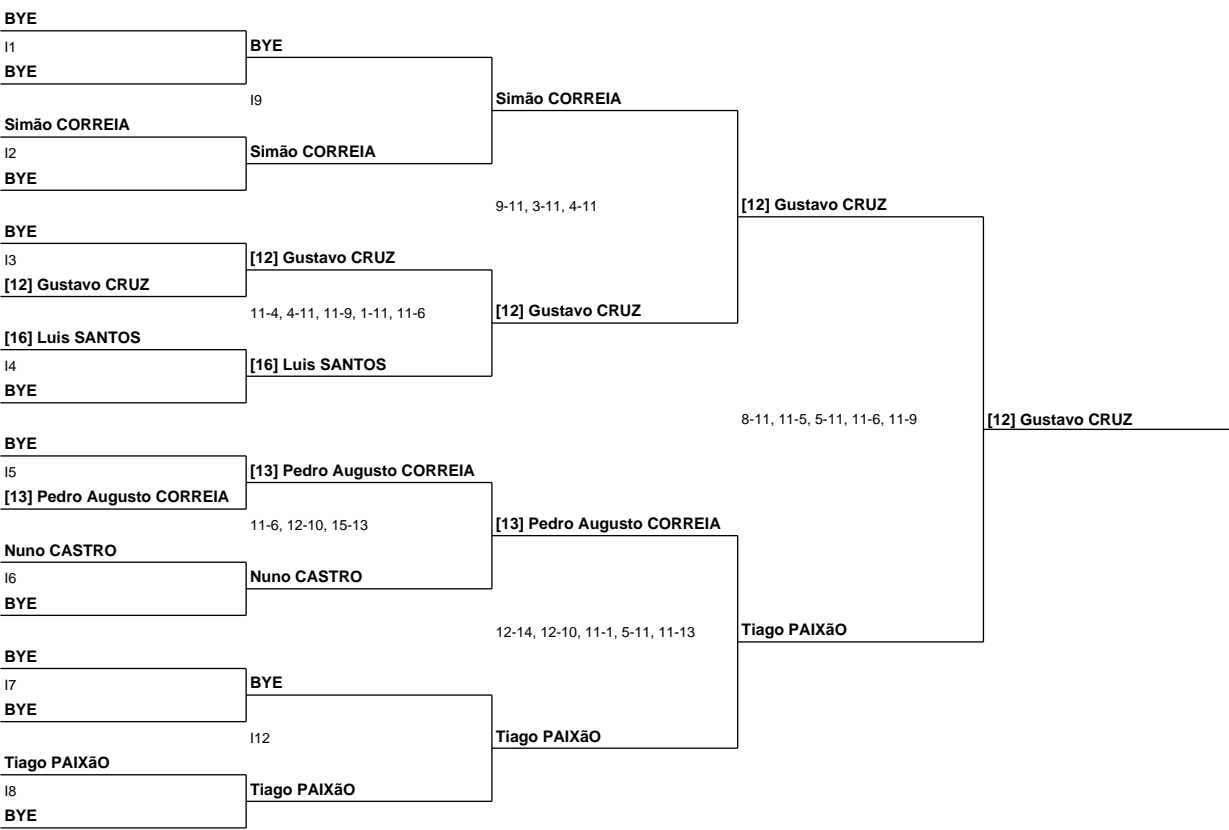 BYE
I1
BYE
BYE
I9
Simão CORREIA
Simão CORREIA
I2
Simão CORREIA
BYE
9-11, 3-11, 4-11
[12] Gustavo CRUZ
BYE
I3
[12] Gustavo CRUZ
[12] Gustavo CRUZ
11-4, 4-11, 11-9, 1-11, 11-6
[12] Gustavo CRUZ
[16] Luis SANTOS
I4
[16] Luis SANTOS
BYE
8-11, 11-5, 5-11, 11-6, 11-9
[12] Gustavo CRUZ
BYE
I5
[13] Pedro Augusto CORREIA
[13] Pedro Augusto CORREIA
11-6, 12-10, 15-13
[13] Pedro Augusto CORREIA
Nuno CASTRO
I6
Nuno CASTRO
BYE
12-14, 12-10, 11-1, 5-11, 11-13
Tiago PAIXãO
BYE
I7
BYE
BYE
I12
Tiago PAIXãO
Tiago PAIXãO
I8
Tiago PAIXãO
BYE